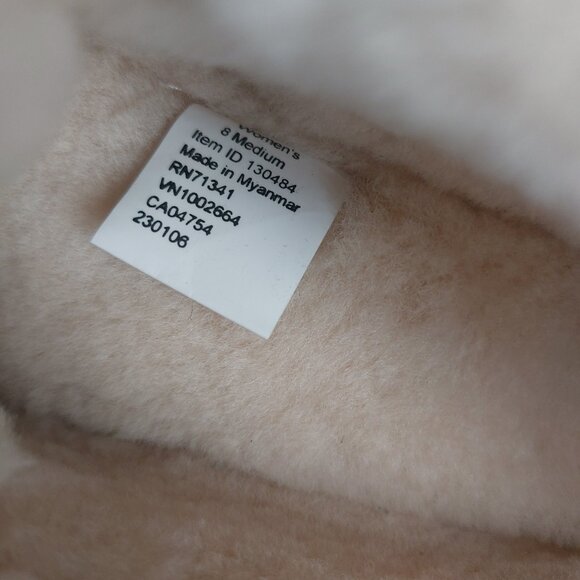 Women's
8 Medium
Item ID 130484
Made in Myanmar
RN71341
VN1002664
CA04754
230106